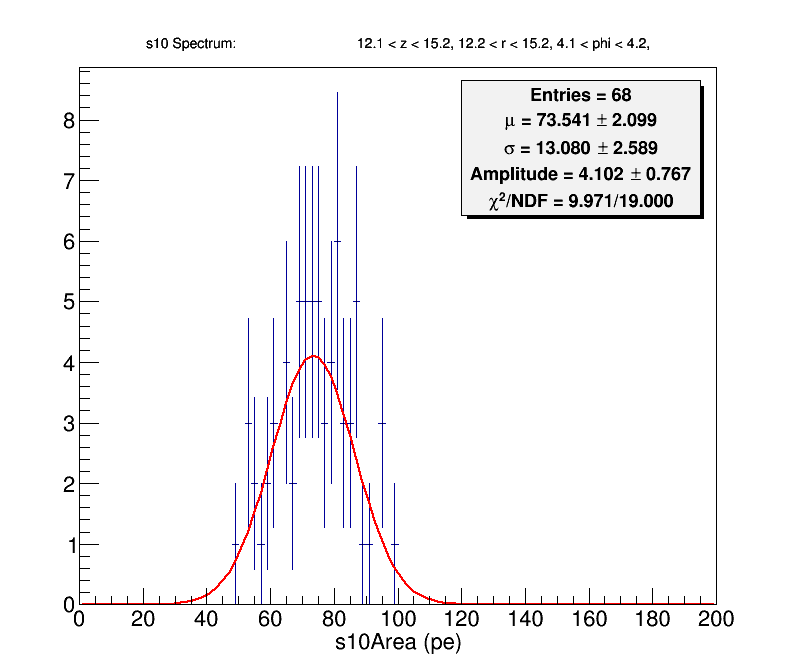 s10 Spectrum: 12.1 < z < 15.2, 12.2 < r < 15.2, 4.1 < phi < 4.2,
Entries = 68
μ = 73.541 ± 2.099
σ = 13.080 ± 2.589
Amplitude = 4.102 ± 0.767
χ²/NDF = 9.971/19.000
8
7
6
5
4
3
2
1
0
0 20 40 60 80 100 120 140 160 180 200
s10Area (pe)